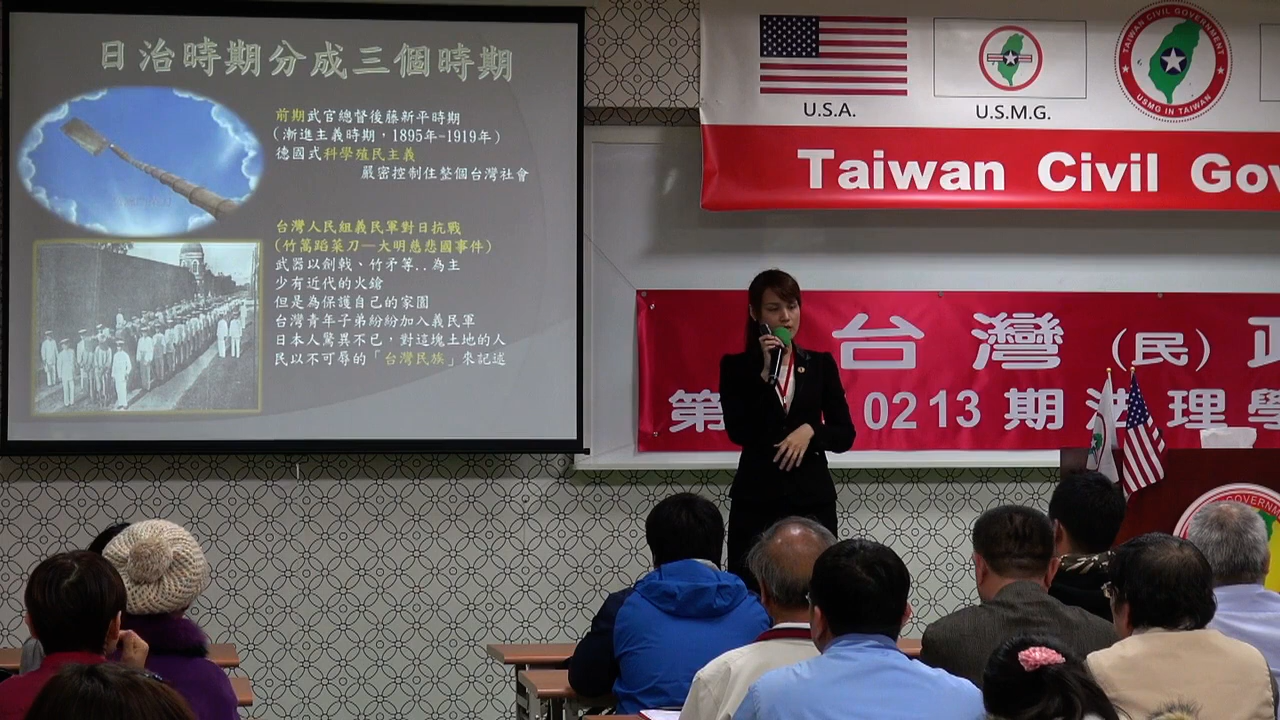 日治時期分成三個時期
前期武官總督後藤新平時期
(漸進主義時期,1895年-1919年)
德國式科學殖民主義
嚴密控制住整個台灣社會
台灣人民組義民軍對日抗戰
(竹篙蹈菜刀—大明慈悲國事件)
武器以劍戟、竹矛等..為主
少有近代的火鎗
但是為保護自己的家園
台灣青年子弟紛紛加入義民軍
日本人驚異不已,對這塊土地的人
民以不可辱的「台灣民族」來記述
U.S.A.
U.S.M.G.
TAIWAN CIVIL GOVERNMENT
USMG IN TAIWAN
Taiwan Civil Gov
台灣(民)政
第 0213期法理學